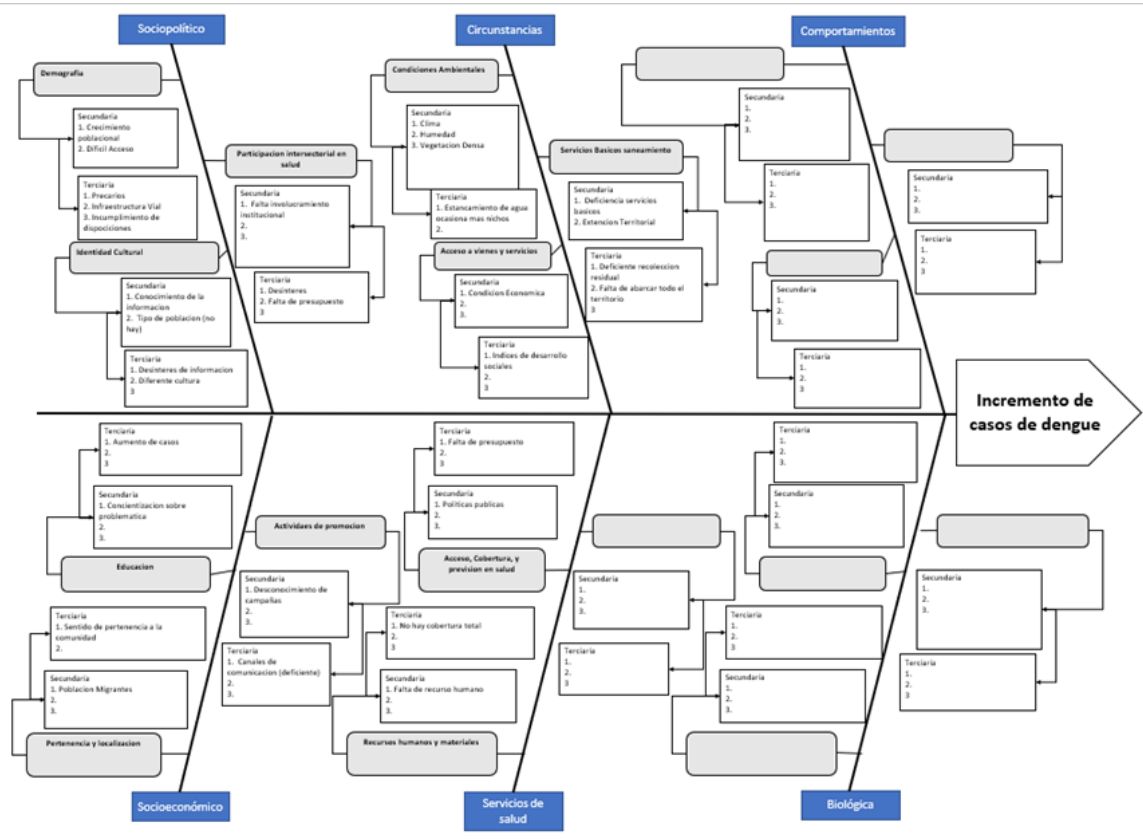 Sociopolítico
Demografia
Secundaria
1. Crecimiento
poblacional
2. Dificil Acceso
Terciaria
1. Precarios
2. Infraestructura Vial
3. Incumplimiento de
disposiciones
Participacion intersectorial en
salud
Secundaria
1. Falta involucramiento
institucional
2.
3.
Terciaria
1. Desinteres
2. Falta de presupuesto
3
Identidad Cultural
Secundaria
1. Conocimiento de la
informacion
2. Tipo de poblacion (no
hay)
Terciaria
1. Desinteres de informacion
2. Diferente cultura
3
Circunstancias
Condiciones Ambientales
Secundaria
1. Clima
2. Humedad
3. Vegetacion Densa
Terciaria
1. Estancamiento de agua
ocasiona mas nichos
2.
Servicios Basicos saneamiento
Secundaria
1. Deficiencia servicios
basicos
2. Extencion Territorial
Terciaria
1. Deficiente recoleccion
residual
2. Falta de abarcar todo el
territorio
3
Acceso a vienes y servicios
Secundaria
1. Condicion Economica
2.
3.
Terciaria
1. Indices de desarrollo
sociales
2.
3
Comportamientos
Secundaria
1.
2.
3.
Terciaria
1.
2.
3.
Secundaria
1.
2.
3.
Terciaria
1.
2.
3
Secundaria
1.
2.
3.
Terciaria
1.
2.
3
Incremento de
casos de dengue
Terciaria
1. Aumento de casos
2.
3
Secundaria
1. Concientizacion sobre
problematica
2.
3.
Educacion
Actividaes de promocion
Secundaria
1. Desconocimiento de
campañas
2.
3.
Terciaria
1. Canales de
comunicacion (deficiente)
2.
3.
Terciaria
1. Sentido de pertenencia a la
comunidad
2.
Secundaria
1. Poblacion Migrantes
2.
3.
Pertenencia y localizacion
Socioeconómico
Terciaria
1. Falta de presupuesto
2.
3
Secundaria
1. Politicas publicas
2.
3.
Acceso, Cobertura, y
prevision en salud
Secundaria
1.
2.
3.
Terciaria
1.
2.
3
Terciaria
1. No hay cobertura total
2.
3
Secundaria
1. Falta de recurso humano
2.
3.
Recursos humanos y materiales
Servicios de
salud
Terciaria
1.
2.
3.
Secundaria
1.
2.
3.
Secundaria
1.
2.
3.
Terciaria
1.
2.
3
Terciaria
1.
2.
3
Secundaria
1.
2.
3.
Biológica